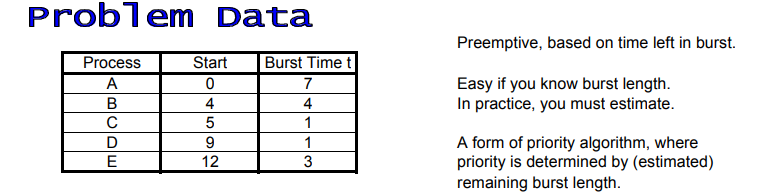 Problem Data
Process Start Burst Time t
A 0 7
B 4 4
C 5 1
D 9 1
E 12 3
Preemptive, based on time left in burst.
Easy if you know burst length.
In practice, you must estimate.
A form of priority algorithm, where
priority is determined by (estimated)
remaining burst length.